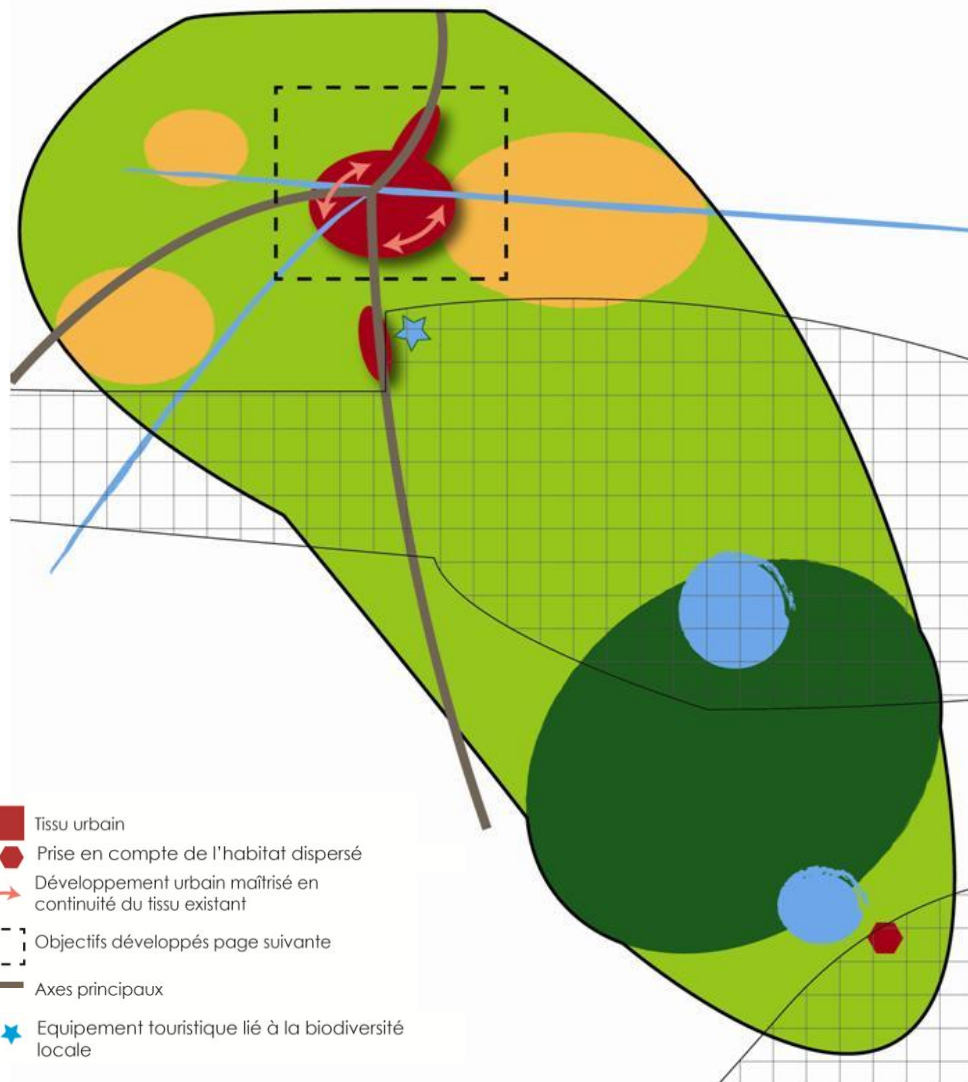 Tissu urbain
Prise en compte de l'habitat dispersé
Développement urbain maîtrisé en
continuité du tissu existant
Objectifs développés page suivante
Axes principaux
Equipement touristique lié à la biodiversité
locale